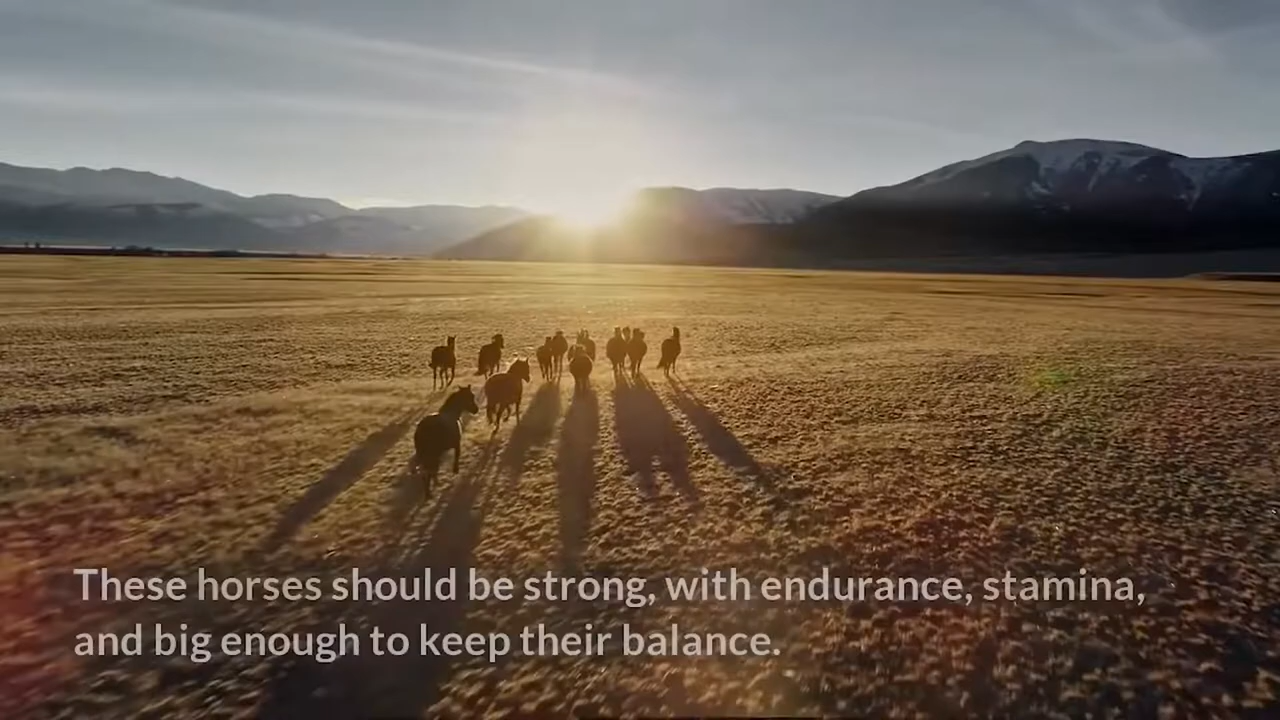 These horses should be strong, with endurance, stamina,
and big enough to keep their balance.